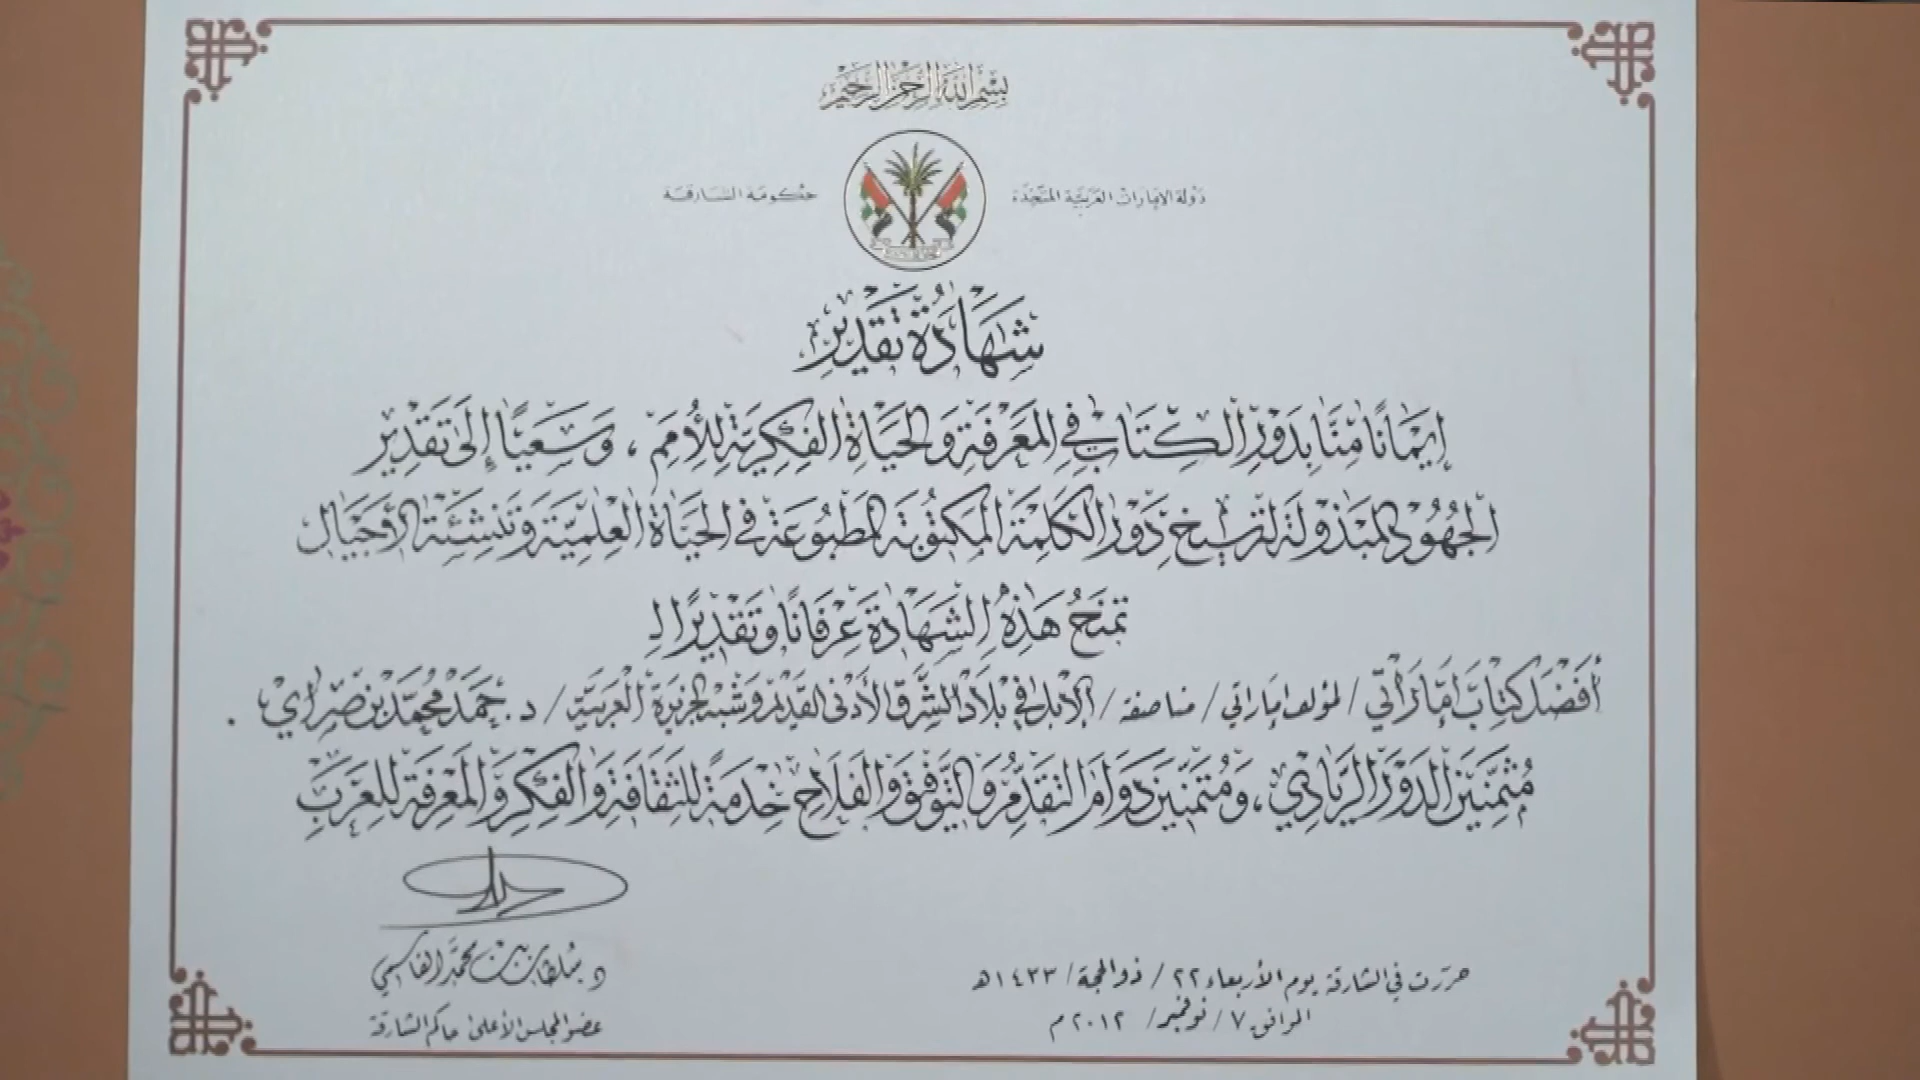 بسم الله الرحمن الرحيم
دولة الإمارات العربية المتحدة
حكومة الشارقة
شهادة تقدير
إيمانًا منا بدور الكتاب في المعرفة والحياة الفكرية للأمم ، وسعيًا إلى تقدير
الجهود المبذولة لترسيخ دور الكلمة المكتوبة المطبوعة في الحياة العلمية وتنشئة الأجيال
تمنح هذه الشهادة عرفانًا وتقديرًا لـ
أفضل كتاب إماراتي / لمؤلف إماراتي / مناصفة / الإبل في بلاد الشرق الأدنى القديم وشبه الجزيرة العربية / د. حمد محمد بن صراي .
مثمنين الدور الريادي ، ومتمنين دوام التقدم والتوفيق والفلاح خدمةً للثقافة والفكر والمعرفة للعرب
د. سلطان بن محمد القاسمي
عضو المجلس الأعلى حاكم الشارقة
حررت في الشارقة يوم الأربعاء ٢٢ / ذو الحجة / ١٤٣٣هـ
الموافق ٧ / نوفمبر / ٢٠١٢م